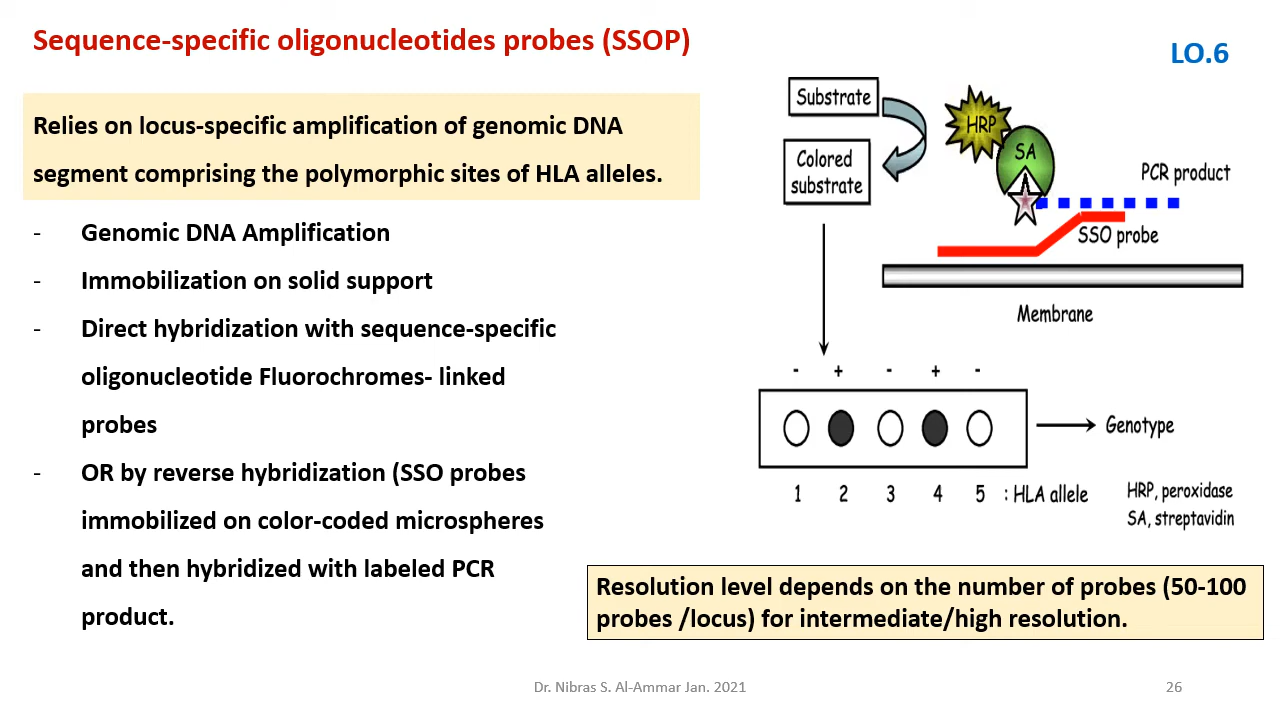 Sequence-specific oligonucleotides probes (SSOP)
LO.6
Relies on locus-specific amplification of genomic DNA
segment comprising the polymorphic sites of HLA alleles.
- Genomic DNA Amplification
- Immobilization on solid support
- Direct hybridization with sequence-specific
oligonucleotide Fluorochromes- linked
probes
- OR by reverse hybridization (SSO probes
immobilized on color-coded microspheres
and then hybridized with labeled PCR
product.
Substrate
Colored
substrate
HRP
SA
PCR product
SSO probe
Membrane
- + - + -
Genotype
1 2 3 4 5 : HLA allele
HRP, peroxidase
SA, streptavidin
Resolution level depends on the number of probes (50-100
probes /locus) for intermediate/high resolution.
Dr. Nibras S. Al-Ammar Jan. 2021
26